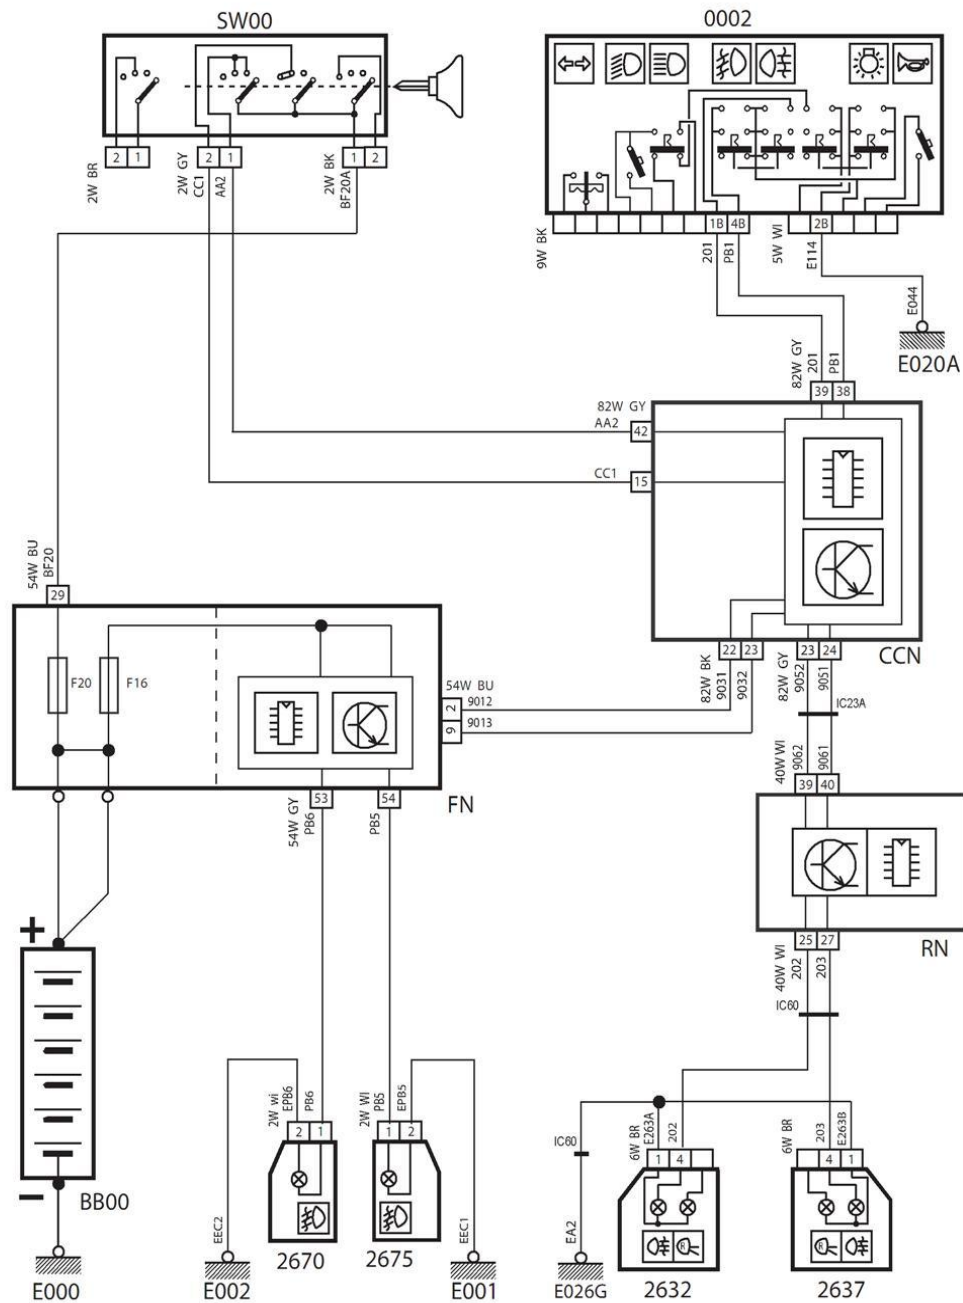 SW00
0002
2 1
2 1
1 2
2W BR
2W GY
CC1
AA2
2W BK
BF20A
1B 4B
2B
9W BK
201
PB1
5W WI
E114
E044
E020A
82W GY
201
PB1
39 38
82W GY
AA2
42
CC1
15
54W BU
BF20
29
F20
F16
22 23
23 24
CCN
82W BK
9031
9032
82W GY
9052
9051
54W BU
2
9012
9
9013
IC23A
40W WI
9062
9061
39 40
53
54
FN
54W GY
PB6
PB5
25 27
RN
40W WI
202
203
IC60
+
−
BB00
E000
2W wi
EPB6
PB6
2W WI
PB5
EPB5
2 1
1 2
EEC2
EEC1
E002
2670
2675
E001
IC60
6W BR
E263A
202
6W BR
203
E263B
1 4
4 1
R
R
EA2
E026G
2632
2637